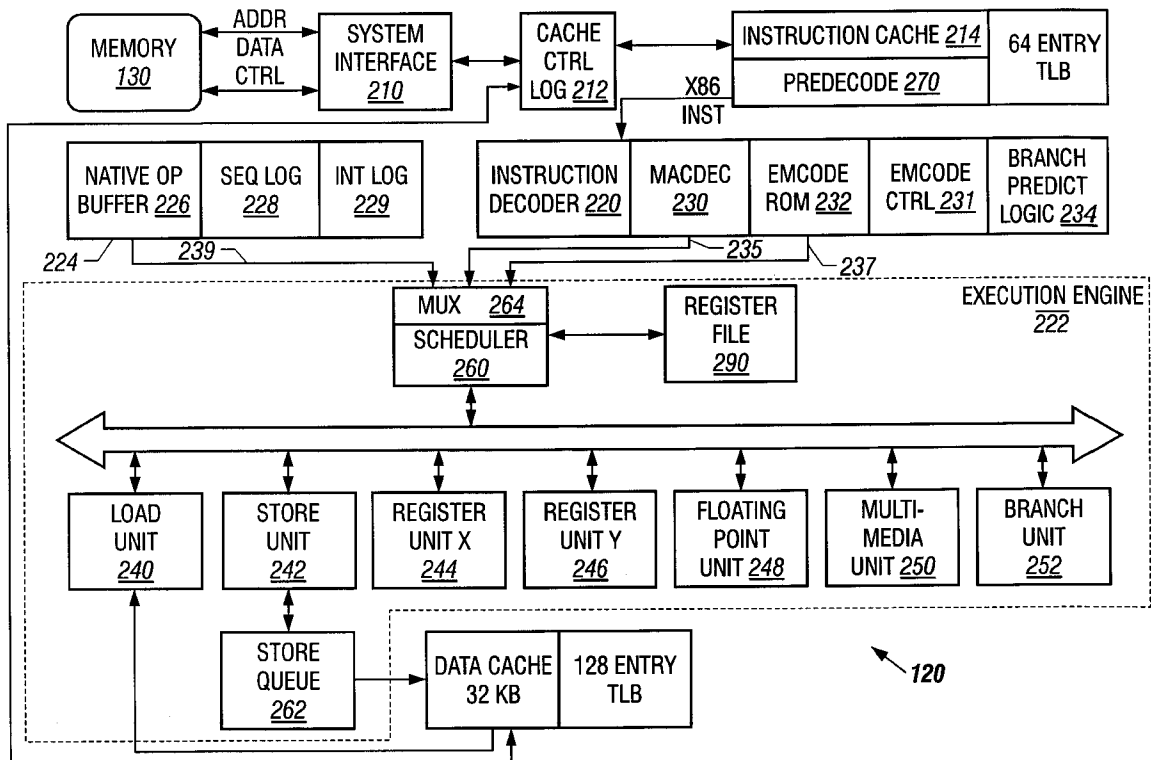 MEMORY
130
ADDR
DATA
CTRL
SYSTEM
INTERFACE
210
CACHE
CTRL
LOG 212
INSTRUCTION CACHE 214
PREDECODE 270
64 ENTRY
TLB
X86
INST
NATIVE OP
BUFFER 226
SEQ LOG
228
INT LOG
229
INSTRUCTION
DECODER 220
MACDEC
230
EMCODE
ROM 232
EMCODE
CTRL 231
BRANCH
PREDICT
LOGIC 234
224
239
235
237
MUX 264
SCHEDULER
260
REGISTER
FILE
290
EXECUTION ENGINE
222
LOAD
UNIT
240
STORE
UNIT
242
REGISTER
UNIT X
244
REGISTER
UNIT Y
246
FLOATING
POINT
UNIT 248
MULTI-
MEDIA
UNIT 250
BRANCH
UNIT
252
STORE
QUEUE
262
DATA CACHE
32 KB
128 ENTRY
TLB
120